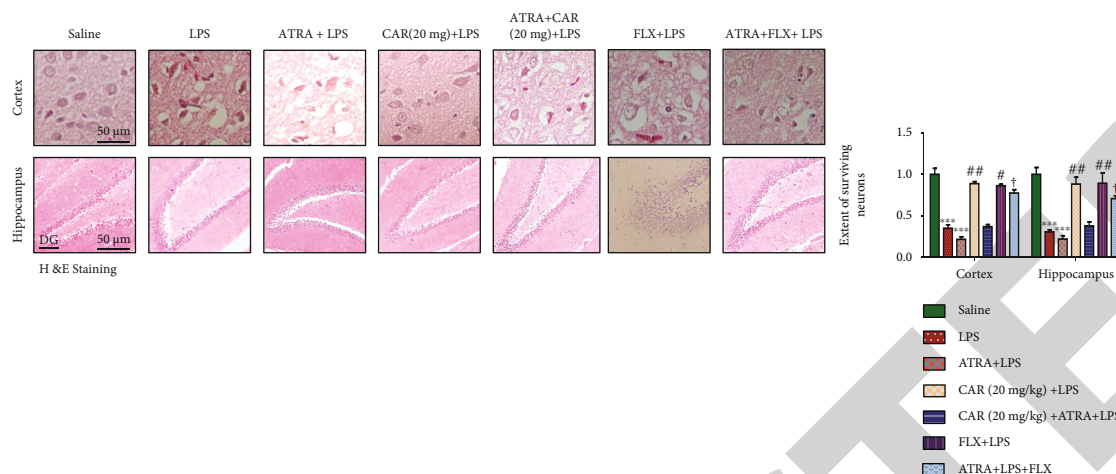 Saline
LPS
ATRA + LPS
CAR(20 mg)+LPS
ATRA+CAR
(20 mg)+LPS
FLX+LPS
ATRA+FLX+ LPS
Cortex
50 µm
Hippocampus
DG
50 µm
H &E Staining
Extent of surviving
neurons
1.5
1.0
0.5
0.0
***
***
##
#
†
***
***
##
##
†
Cortex
Hippocampus
Saline
LPS
ATRA+LPS
CAR (20 mg/kg) +LPS
CAR (20 mg/kg) +ATRA+LPS
FLX+LPS
ATRA+LPS+FLX